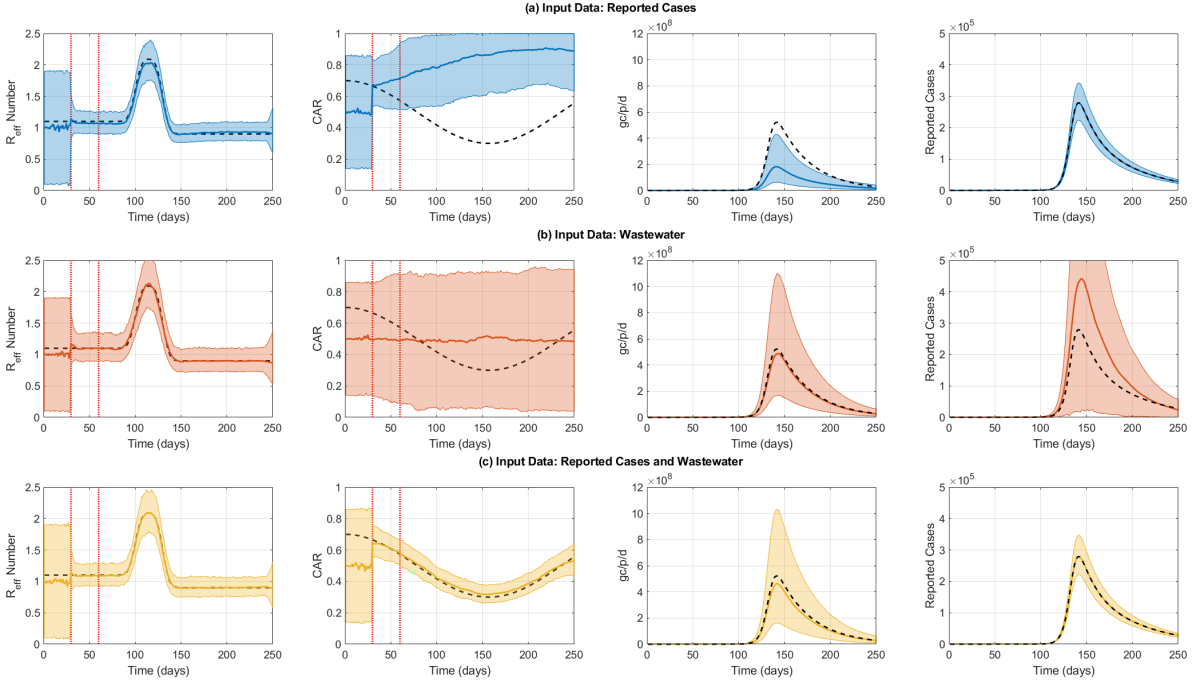 (a) Input Data: Reported Cases
2.5
2
1.5
1
0.5
0
R_eff Number
0 50 100 150 200 250
Time (days)
1
0.8
0.6
0.4
0.2
0
CAR
0 50 100 150 200 250
Time (days)
×10^8
12
10
8
6
4
2
0
gc/p/d
0 50 100 150 200 250
Time (days)
×10^5
5
4
3
2
1
0
Reported Cases
0 50 100 150 200 250
Time (days)
(b) Input Data: Wastewater
2.5
2
1.5
1
0.5
0
R_eff Number
0 50 100 150 200 250
Time (days)
1
0.8
0.6
0.4
0.2
0
CAR
0 50 100 150 200 250
Time (days)
×10^8
12
10
8
6
4
2
0
gc/p/d
0 50 100 150 200 250
Time (days)
×10^5
5
4
3
2
1
0
Reported Cases
0 50 100 150 200 250
Time (days)
(c) Input Data: Reported Cases and Wastewater
2.5
2
1.5
1
0.5
0
R_eff Number
0 50 100 150 200 250
Time (days)
1
0.8
0.6
0.4
0.2
0
CAR
0 50 100 150 200 250
Time (days)
×10^8
12
10
8
6
4
2
0
gc/p/d
0 50 100 150 200 250
Time (days)
×10^5
5
4
3
2
1
0
Reported Cases
0 50 100 150 200 250
Time (days)